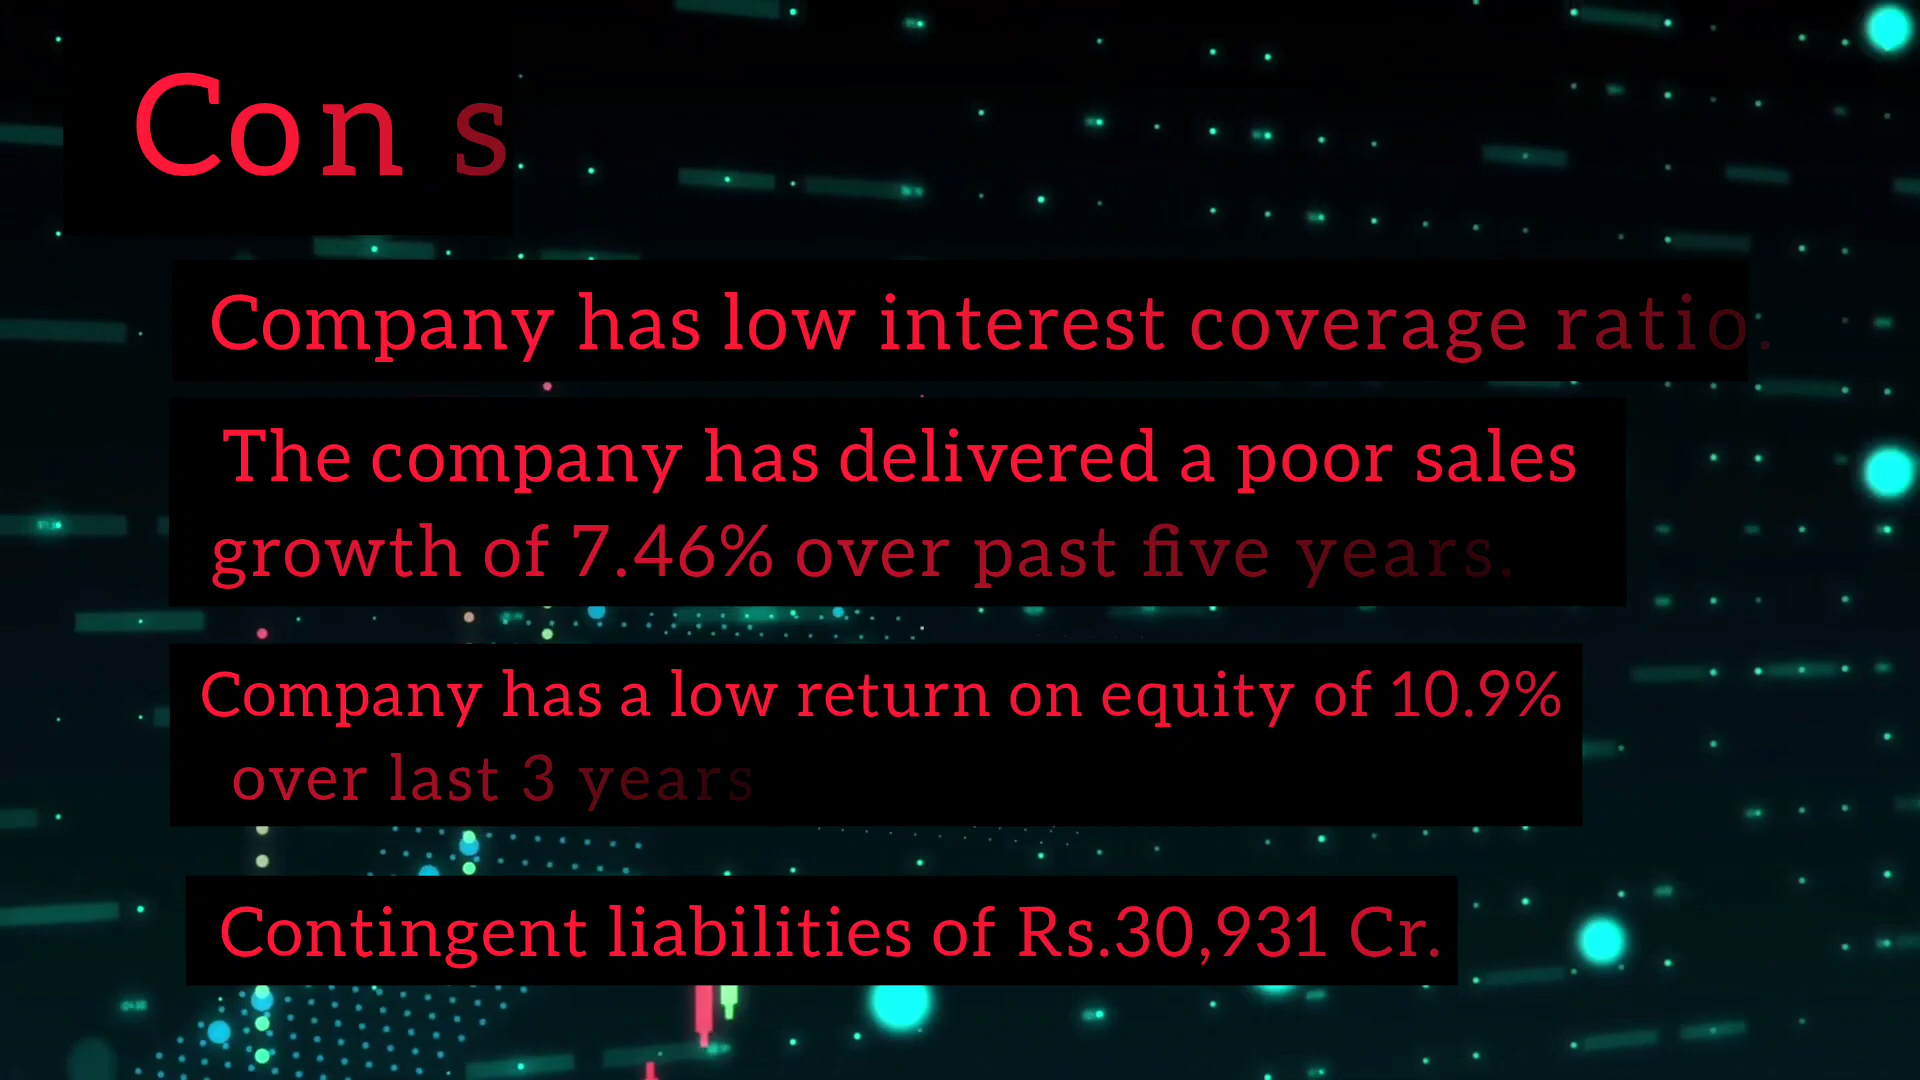 Cons
Company has low interest coverage ratio.
The company has delivered a poor sales
growth of 7.46% over past five years.
Company has a low return on equity of 10.9%
over last 3 years
Contingent liabilities of Rs.30,931 Cr.